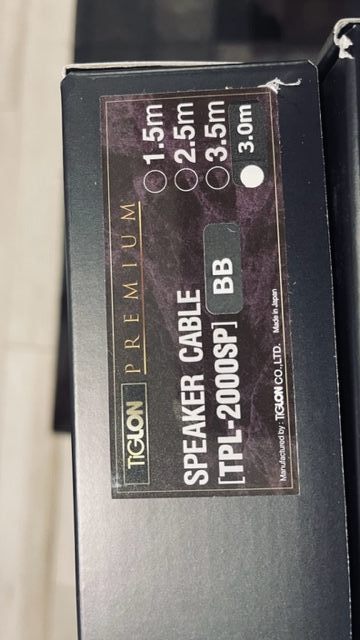 TIGLON PREMIUM
SPEAKER CABLE
[TPL-2000SP] BB
○ 1.5m
○ 2.5m
○ 3.5m
● 3.0m
Manufactured by : TIGLON CO.,LTD. Made in Japan